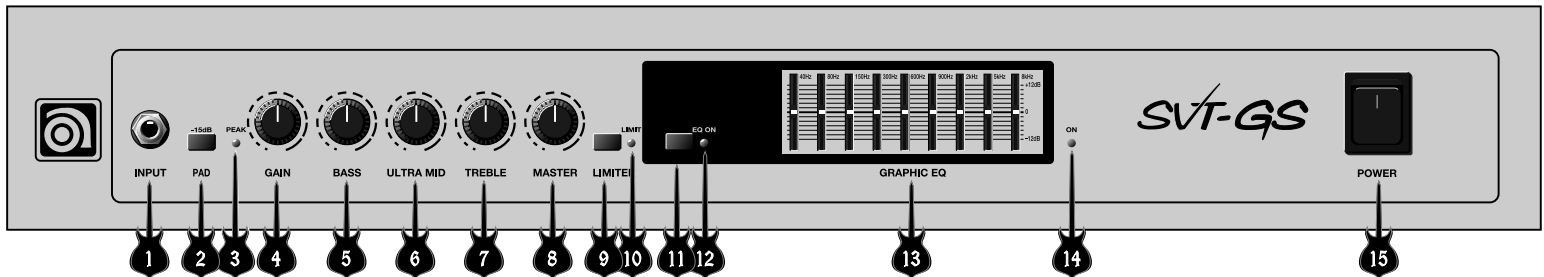 40Hz 80Hz 150Hz 300Hz 600Hz 900Hz 2kHz 5kHz 8kHz
+12dB
0
-12dB
-15dB PEAK LIMIT EQ ON ON
SVT-GS
INPUT PAD GAIN BASS ULTRA MID TREBLE MASTER LIMITER GRAPHIC EQ POWER
1 2 3 4 5 6 7 8 9 10 11 12 13 14 15